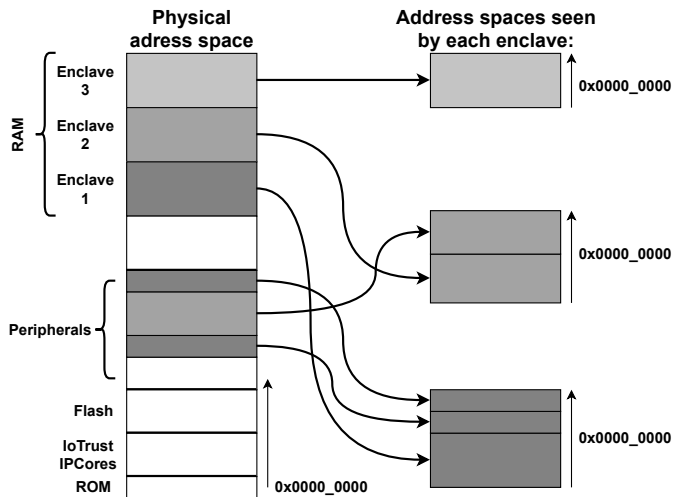 Physical
adress space
Address spaces seen
by each enclave:
RAM
Enclave
3
Enclave
2
Enclave
1
Peripherals
Flash
IoTrust
IPCores
ROM
0x0000_0000
0x0000_0000
0x0000_0000
0x0000_0000